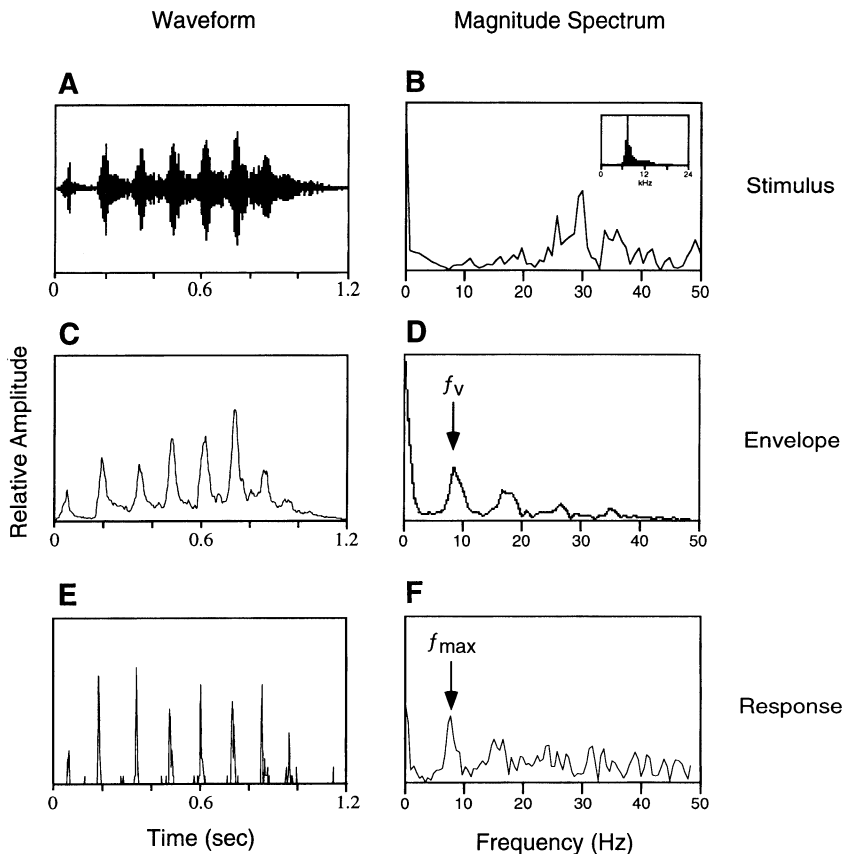 Waveform
Magnitude Spectrum
A
B
0
12
24
kHz
Stimulus
0
0.6
1.2
0
10
20
30
40
50
C
D
Relative Amplitude
fv
Envelope
0
0.6
1.2
0
10
20
30
40
50
E
F
fmax
Response
0
0.6
1.2
0
10
20
30
40
50
Time (sec)
Frequency (Hz)